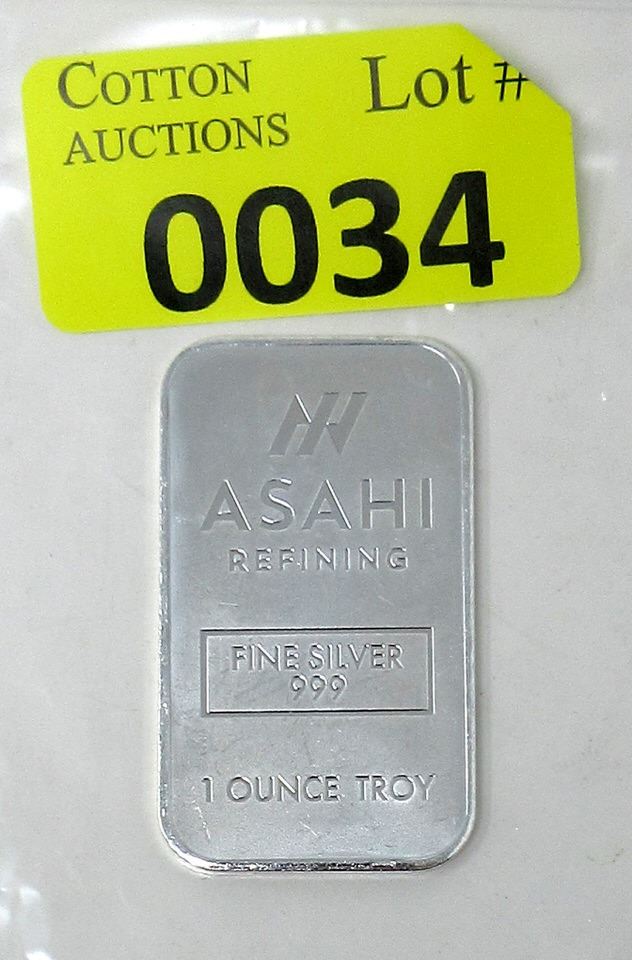 COTTON AUCTIONS
Lot #
0034
ASAHI
REFINING
FINE SILVER
999
1 OUNCE TROY